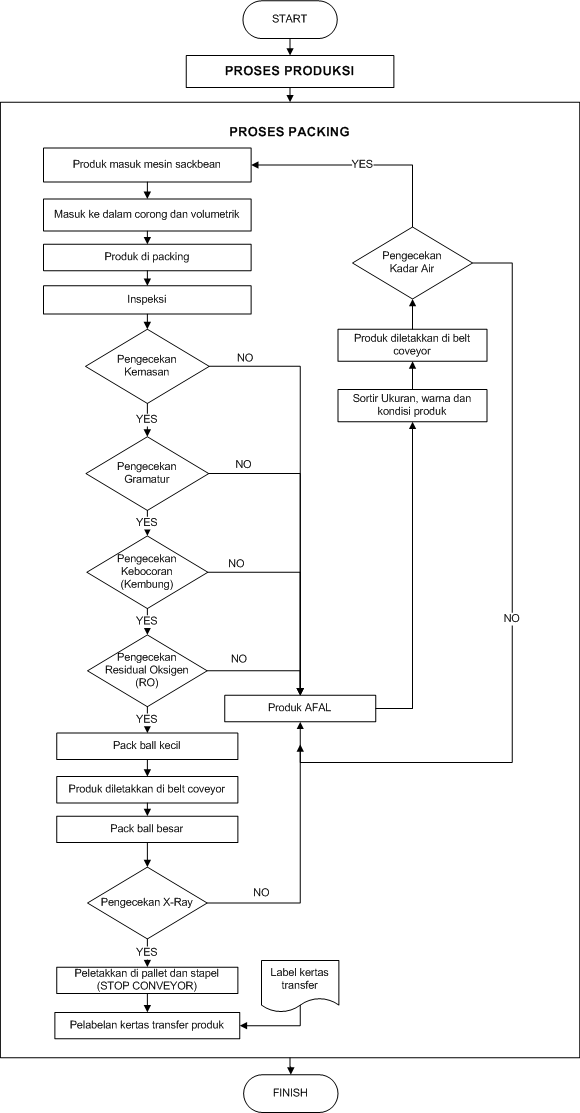 START
PROSES PRODUKSI
PROSES PACKING
Produk masuk mesin sackbean
YES
Masuk ke dalam corong dan volumetrik
Produk di packing
Pengecekan
Kadar Air
Inspeksi
Produk diletakkan di belt
coveyor
Pengecekan
Kemasan
NO
Sortir Ukuran, warna dan
kondisi produk
YES
Pengecekan
Gramatur
NO
YES
Pengecekan
Kebocoran
(Kembung)
NO
YES
NO
Pengecekan
Residual Oksigen
(RO)
NO
Produk AFAL
YES
Pack ball kecil
Produk diletakkan di belt coveyor
Pack ball besar
Pengecekan X-Ray
NO
YES
Peletakkan di pallet dan stapel
(STOP CONVEYOR)
Label kertas
transfer
Pelabelan kertas transfer produk
FINISH